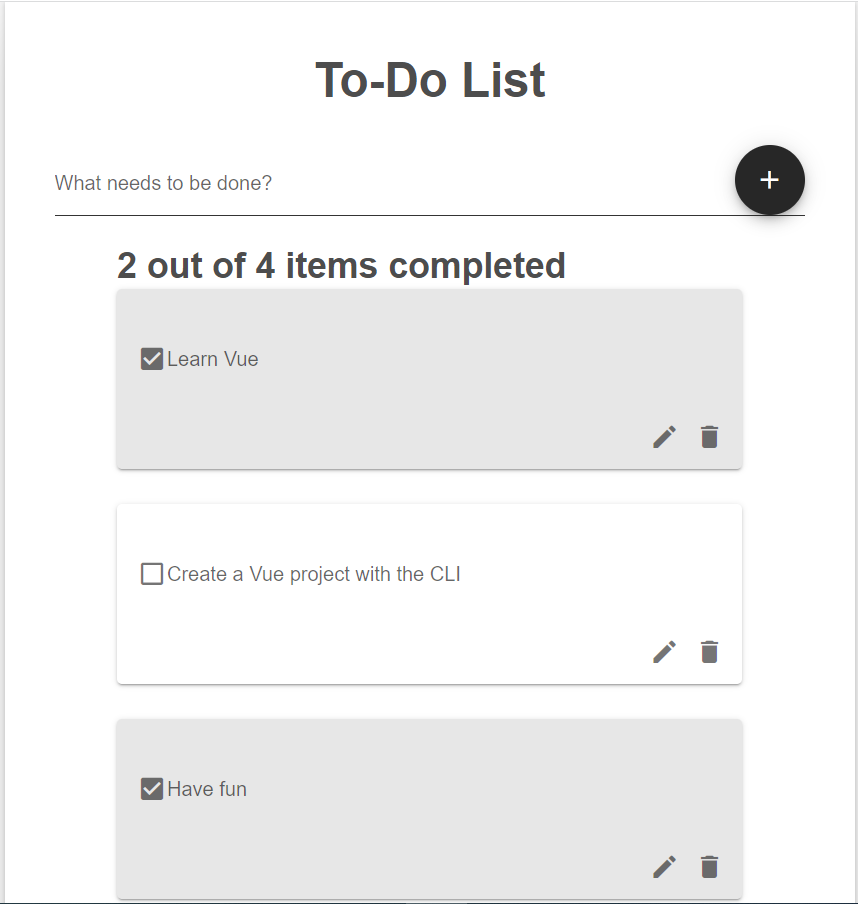 To-Do List
What needs to be done?
+
2 out of 4 items completed
Learn Vue
Create a Vue project with the CLI
Have fun